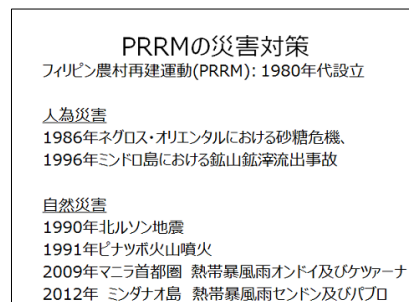 PRRMの災害対策
フィリピン農村再建運動(PRRM): 1980年代設立
人為災害
1986年ネグロス・オリエンタルにおける砂糖危機、
1996年ミンドロ島における鉱山鉱滓流出事故
自然災害
1990年北ルソン地震
1991年ピナツボ火山噴火
2009年マニラ首都圏 熱帯暴風雨オンドイ及びケツァーナ
2012年 ミンダナオ島 熱帯暴風雨センドン及びパブロ